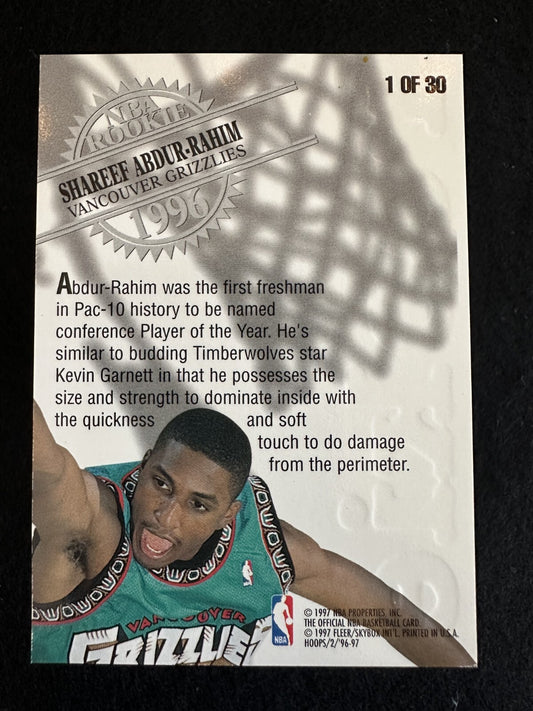 1 OF 30
NBA
ROOKIE
SHAREEF ABDUR-RAHIM
VANCOUVER GRIZZLIES
1996
Abdur-Rahim was the first freshman
in Pac-10 history to be named
conference Player of the Year. He's
similar to budding Timberwolves star
Kevin Garnett in that he possesses the
size and strength to dominate inside with
the quickness and soft
touch to do damage
from the perimeter.
VANCOUVER
GRIZZLIES
NBA
© 1997 NBA PROPERTIES, INC.
THE OFFICIAL NBA BASKETBALL CARD.
© 1997 FLEER/SKYBOX INT'L. PRINTED IN U.S.A.
HOOPS/2/'96-97